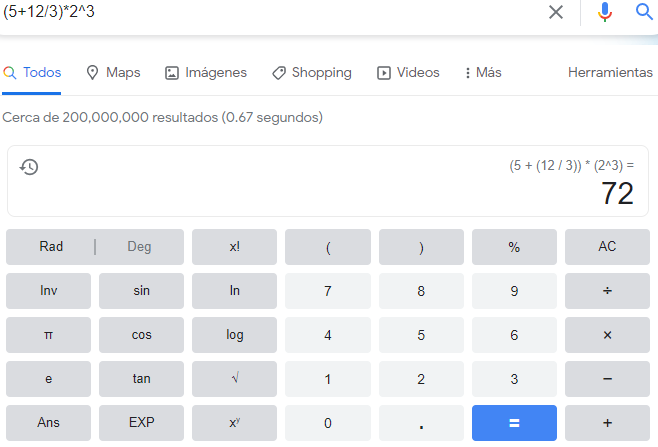 (5+12/3)*2^3
Todos Maps Imágenes Shopping Videos Más Herramientas
Cerca de 200,000,000 resultados (0.67 segundos)
(5 + (12 / 3)) * (2^3) =
72
Rad | Deg x! ( ) % AC
Inv sin ln 7 8 9 ÷
π cos log 4 5 6 ×
e tan √ 1 2 3 −
Ans EXP xʸ 0 . = +